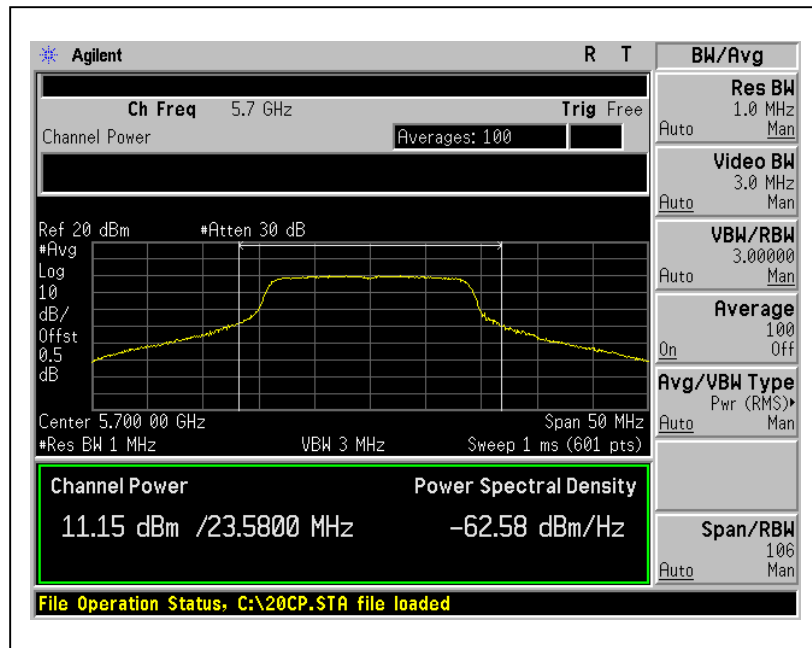 Agilent R T
Ch Freq 5.7 GHz Trig Free
Channel Power Averages: 100
Ref 20 dBm #Atten 30 dB
#Avg
Log
10
dB/
Offst
0.5
dB
Center 5.700 00 GHz Span 50 MHz
#Res BW 1 MHz VBW 3 MHz Sweep 1 ms (601 pts)
Channel Power Power Spectral Density
11.15 dBm /23.5800 MHz -62.58 dBm/Hz
File Operation Status, C:\20CP.STA file loaded
BW/Avg
Res BW
1.0 MHz
Auto Man
Video BW
3.0 MHz
Auto Man
VBW/RBW
3.00000
Auto Man
Average
100
On Off
Avg/VBW Type
Pwr (RMS)▸
Auto Man
Span/RBW
106
Auto Man